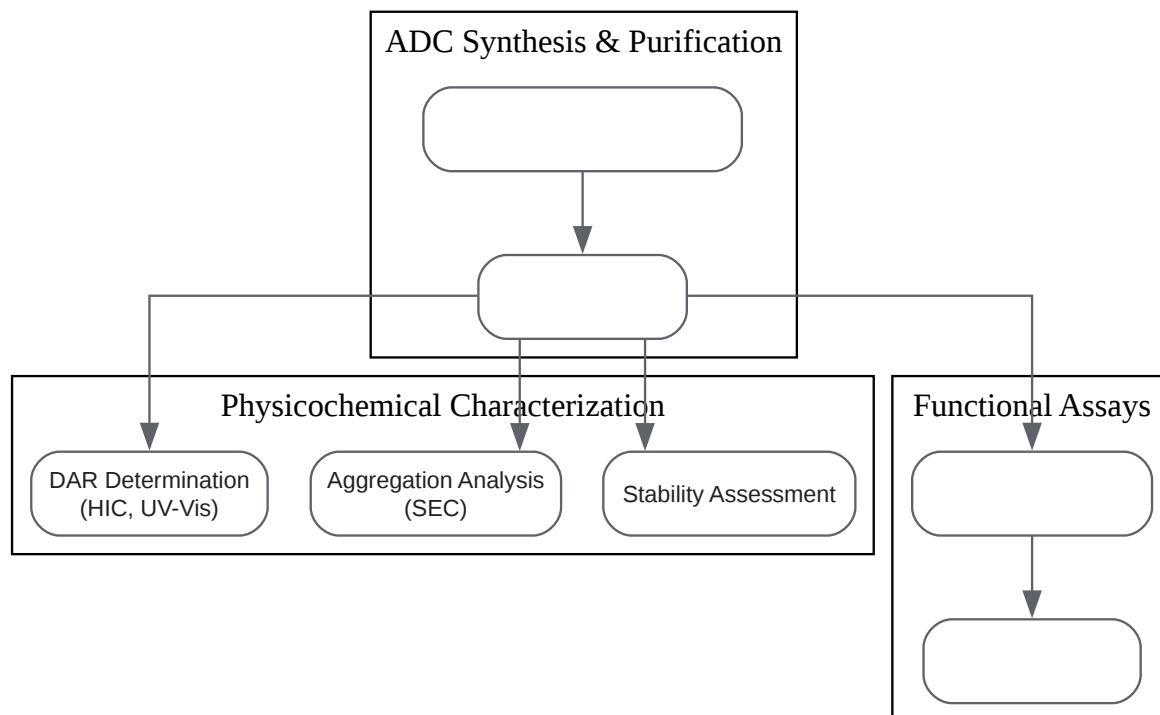 ADC Synthesis & Purification
Physicochemical Characterization
Functional Assays
DAR Determination
(HIC, UV-Vis)
Aggregation Analysis
(SEC)
Stability Assessment